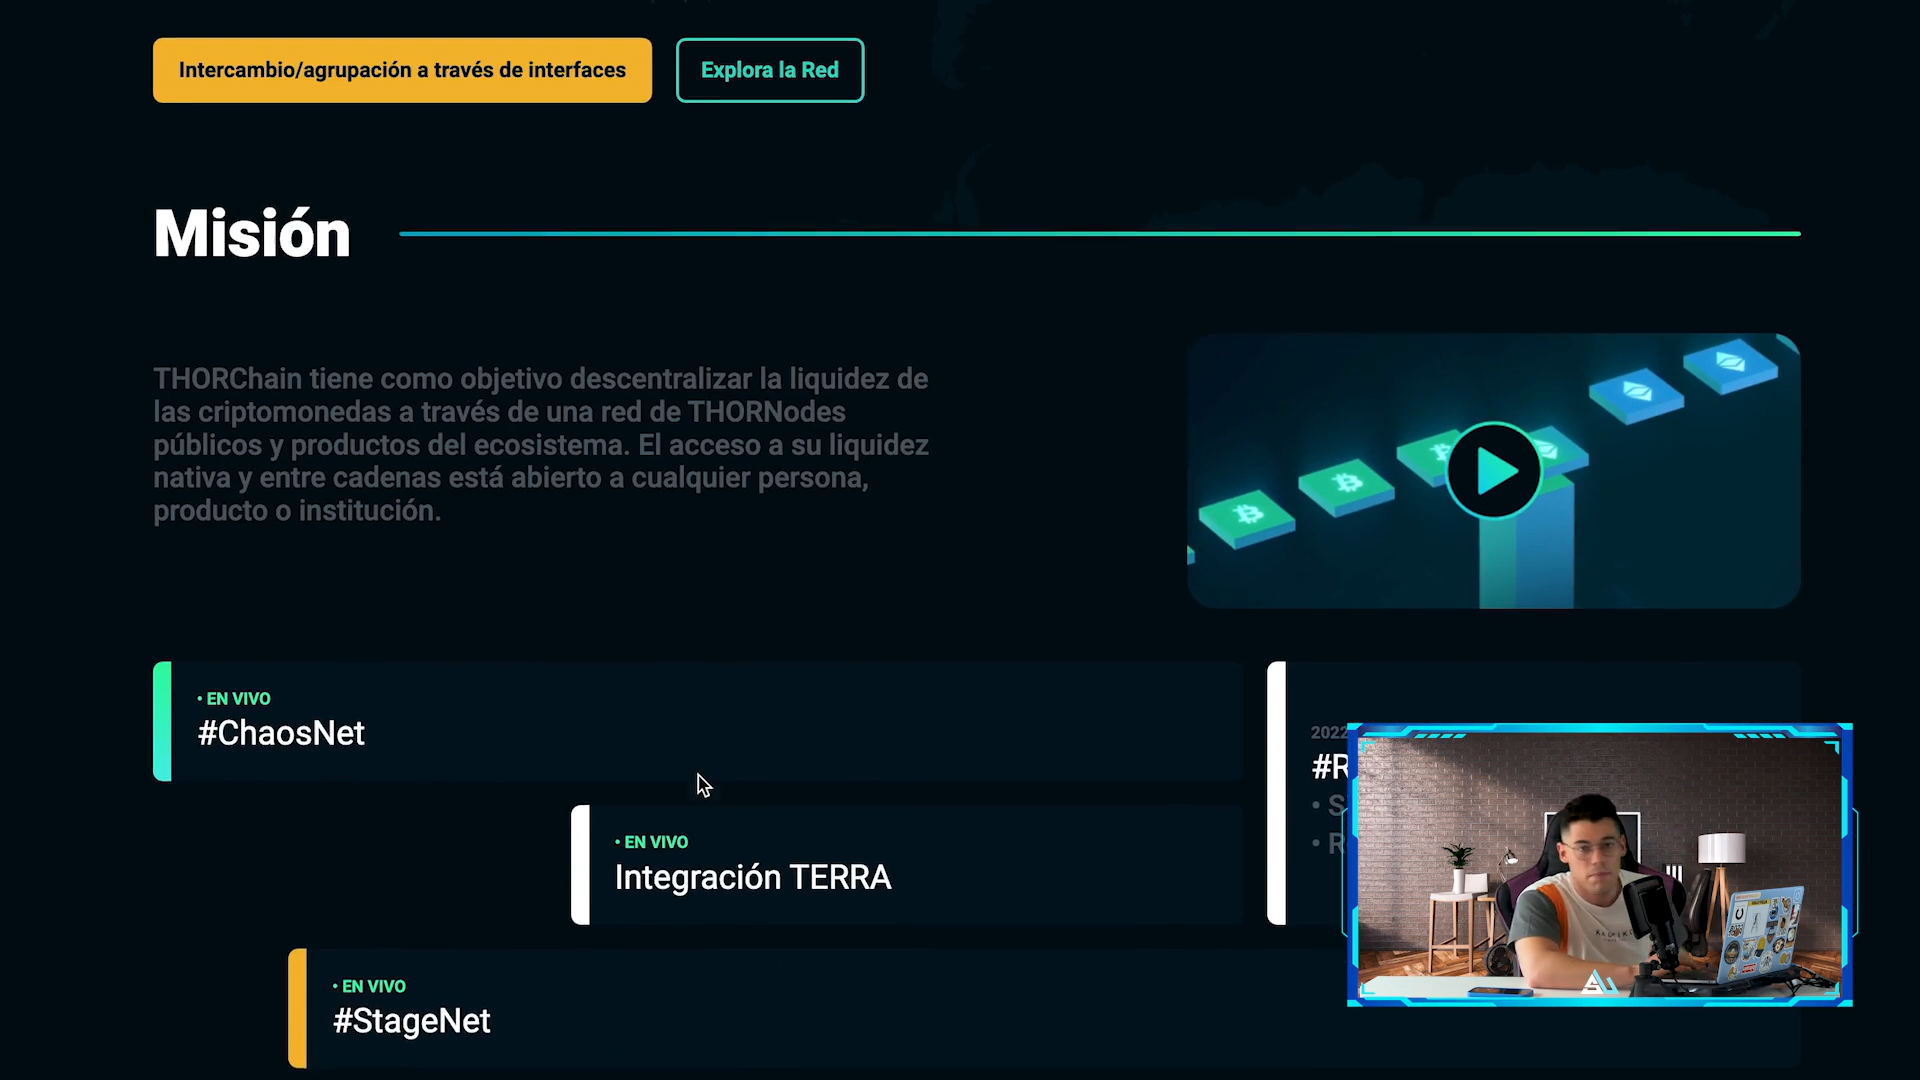 Intercambio/agrupación a través de interfaces
Explora la Red
Misión
THORChain tiene como objetivo descentralizar la liquidez de
las criptomonedas a través de una red de THORNodes
públicos y productos del ecosistema. El acceso a su liquidez
nativa y entre cadenas está abierto a cualquier persona,
producto o institución.
• EN VIVO
#ChaosNet
2022
• EN VIVO
Integración TERRA
• EN VIVO
#StageNet